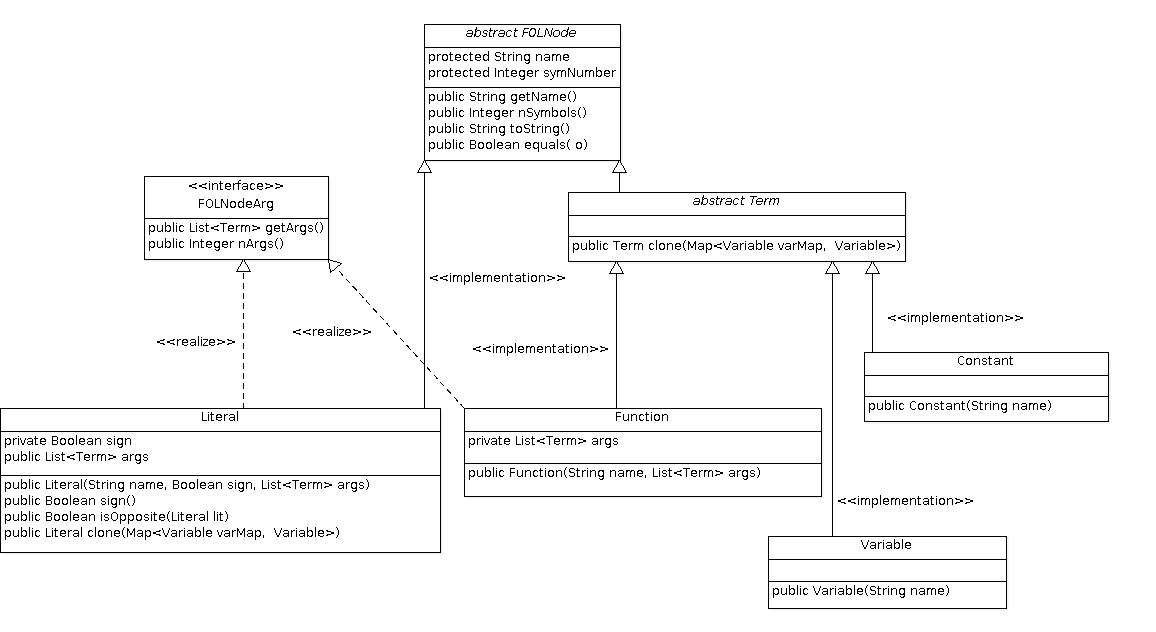 abstract FOLNode
protected String name
protected Integer symNumber
public String getName()
public Integer nSymbols()
public String toString()
public Boolean equals( o)
<<interface>>
FOLNodeArg
public List<Term> getArgs()
public Integer nArgs()
abstract Term
public Term clone(Map<Variable varMap,  Variable>)
<<implementation>>
<<implementation>>
<<realize>>
<<realize>>
<<implementation>>
Constant
public Constant(String name)
Literal
private Boolean sign
public List<Term> args
public Literal(String name, Boolean sign, List<Term> args)
public Boolean sign()
public Boolean isOpposite(Literal lit)
public Literal clone(Map<Variable varMap,  Variable>)
Function
private List<Term> args
public Function(String name, List<Term> args)
<<implementation>>
Variable
public Variable(String name)